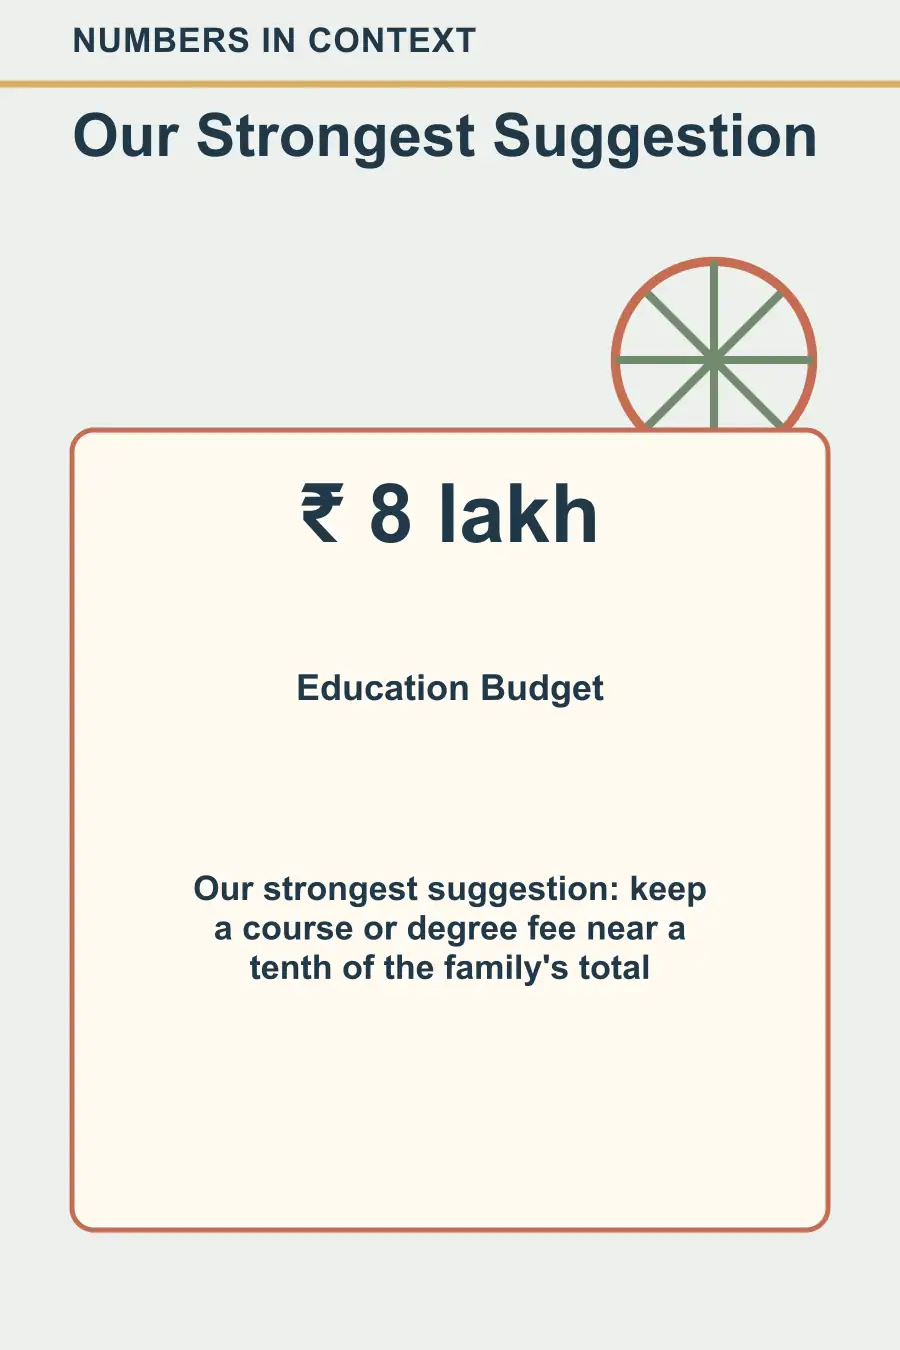 NUMBERS IN CONTEXT
Our Strongest Suggestion
₹ 8 lakh
Education Budget
Our strongest suggestion: keep
a course or degree fee near a
tenth of the family's total